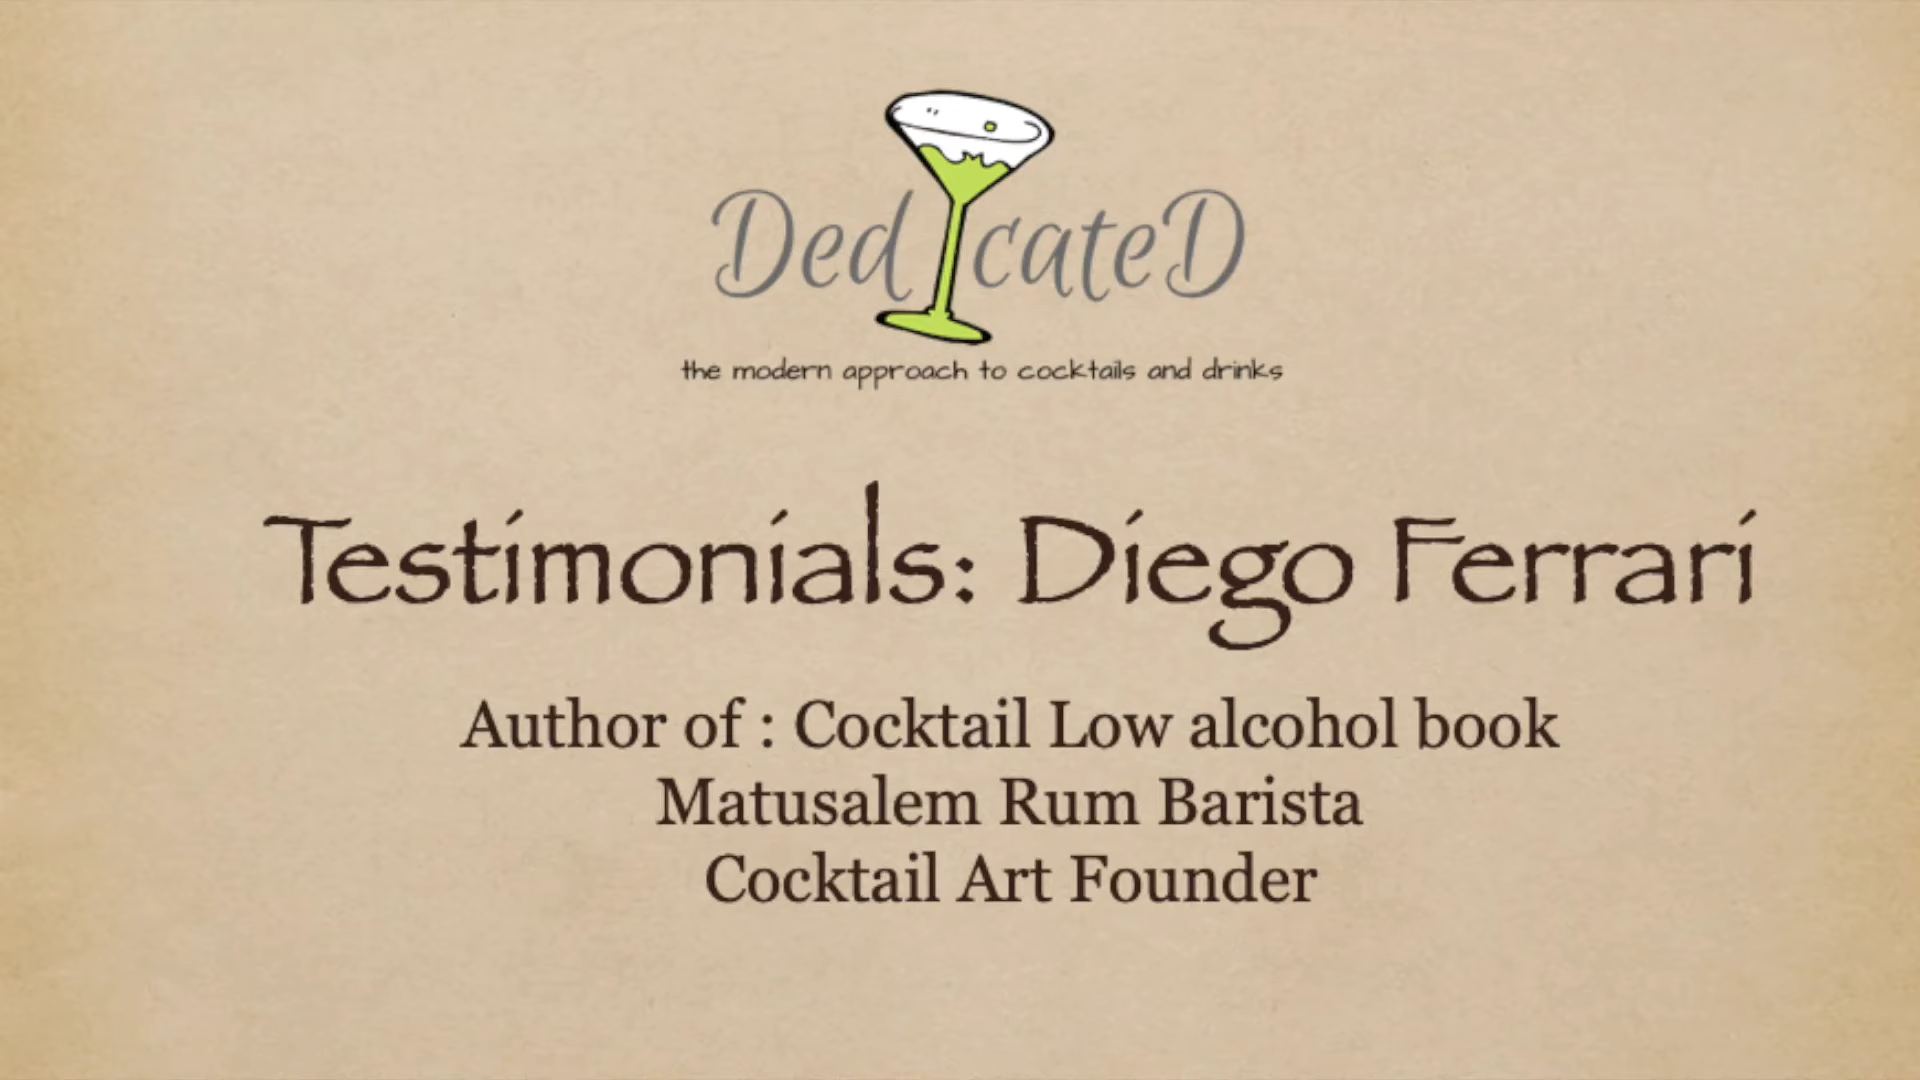 DedicateD
the modern approach to cocktails and drinks
Testimonials: Diego Ferrari
Author of : Cocktail Low alcohol book
Matusalem Rum Barista
Cocktail Art Founder